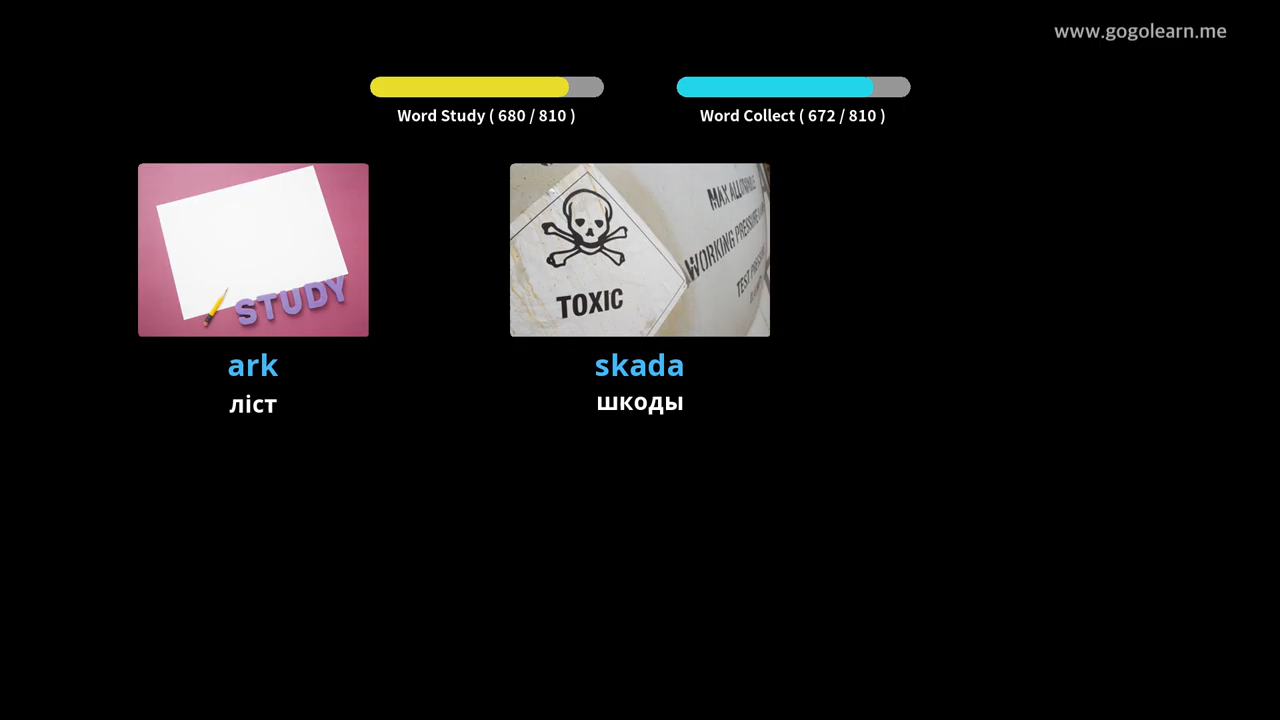 www.gogolearn.me
Word Study ( 680 / 810 )
Word Collect ( 672 / 810 )
STUDY
TOXIC
MAX ALLOWABLE
WORKING PRESSURE
TEST PRESSURE
ark
skada
ліст
шкоды